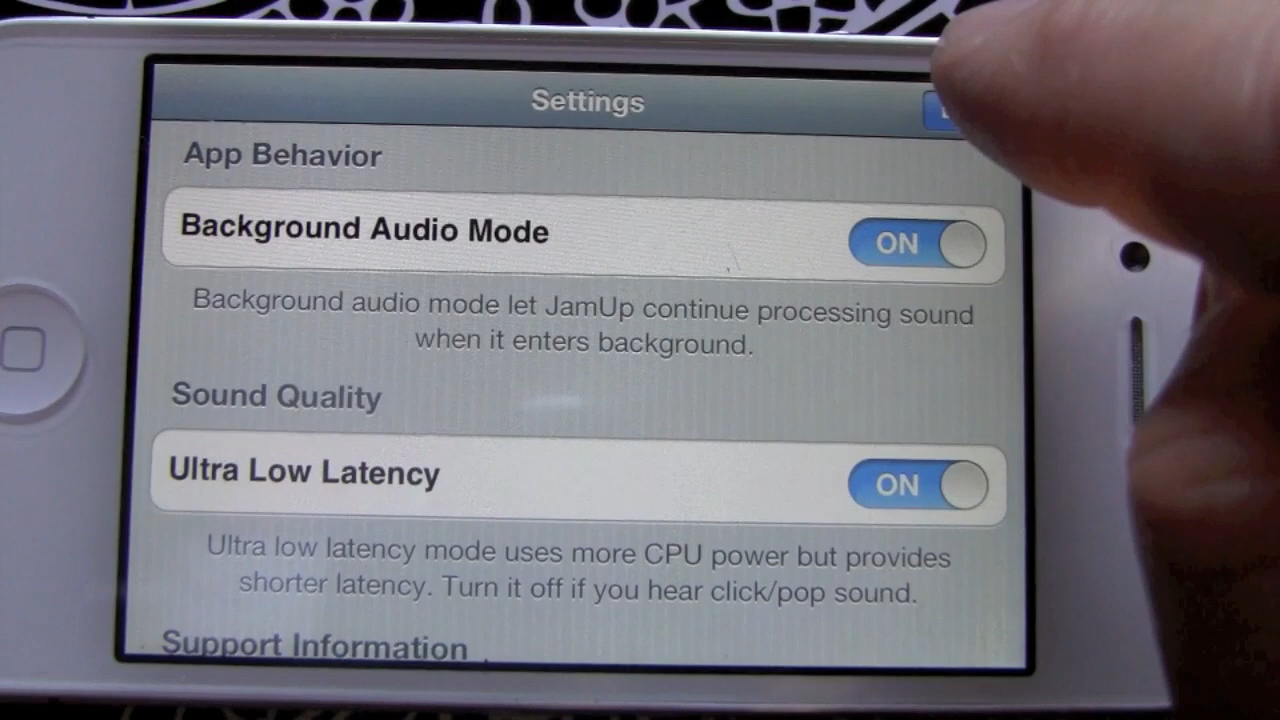 Settings
App Behavior
Background Audio Mode
ON
Background audio mode let JamUp continue processing sound
when it enters background.
Sound Quality
Ultra Low Latency
ON
Ultra low latency mode uses more CPU power but provides
shorter latency. Turn it off if you hear click/pop sound.
Support Information